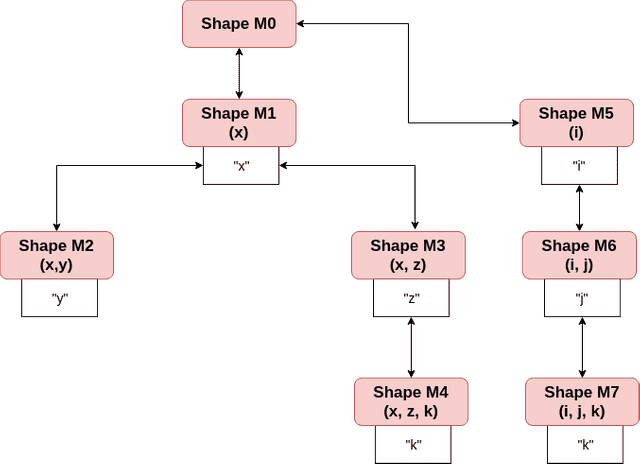 Shape M0
Shape M1
(x)
"x"
Shape M5
(i)
"i"
Shape M2
(x,y)
"y"
Shape M3
(x, z)
"z"
Shape M6
(i, j)
"j"
Shape M4
(x, z, k)
"k"
Shape M7
(i, j, k)
"k"